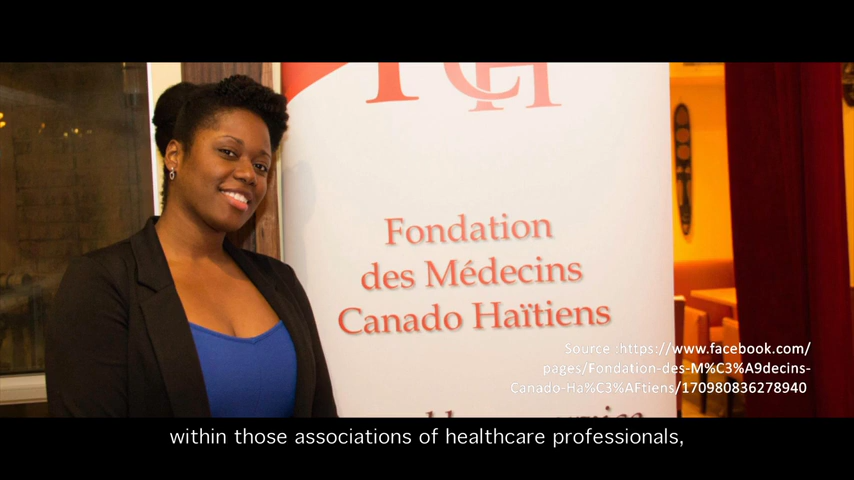 CH
Fondation
des Médecins
Canado Haïtiens
Source :https://www.facebook.com/
pages/Fondation-des-M%C3%A9decins-
Canado-Ha%C3%AFtiens/170980836278940
within those associations of healthcare professionals,